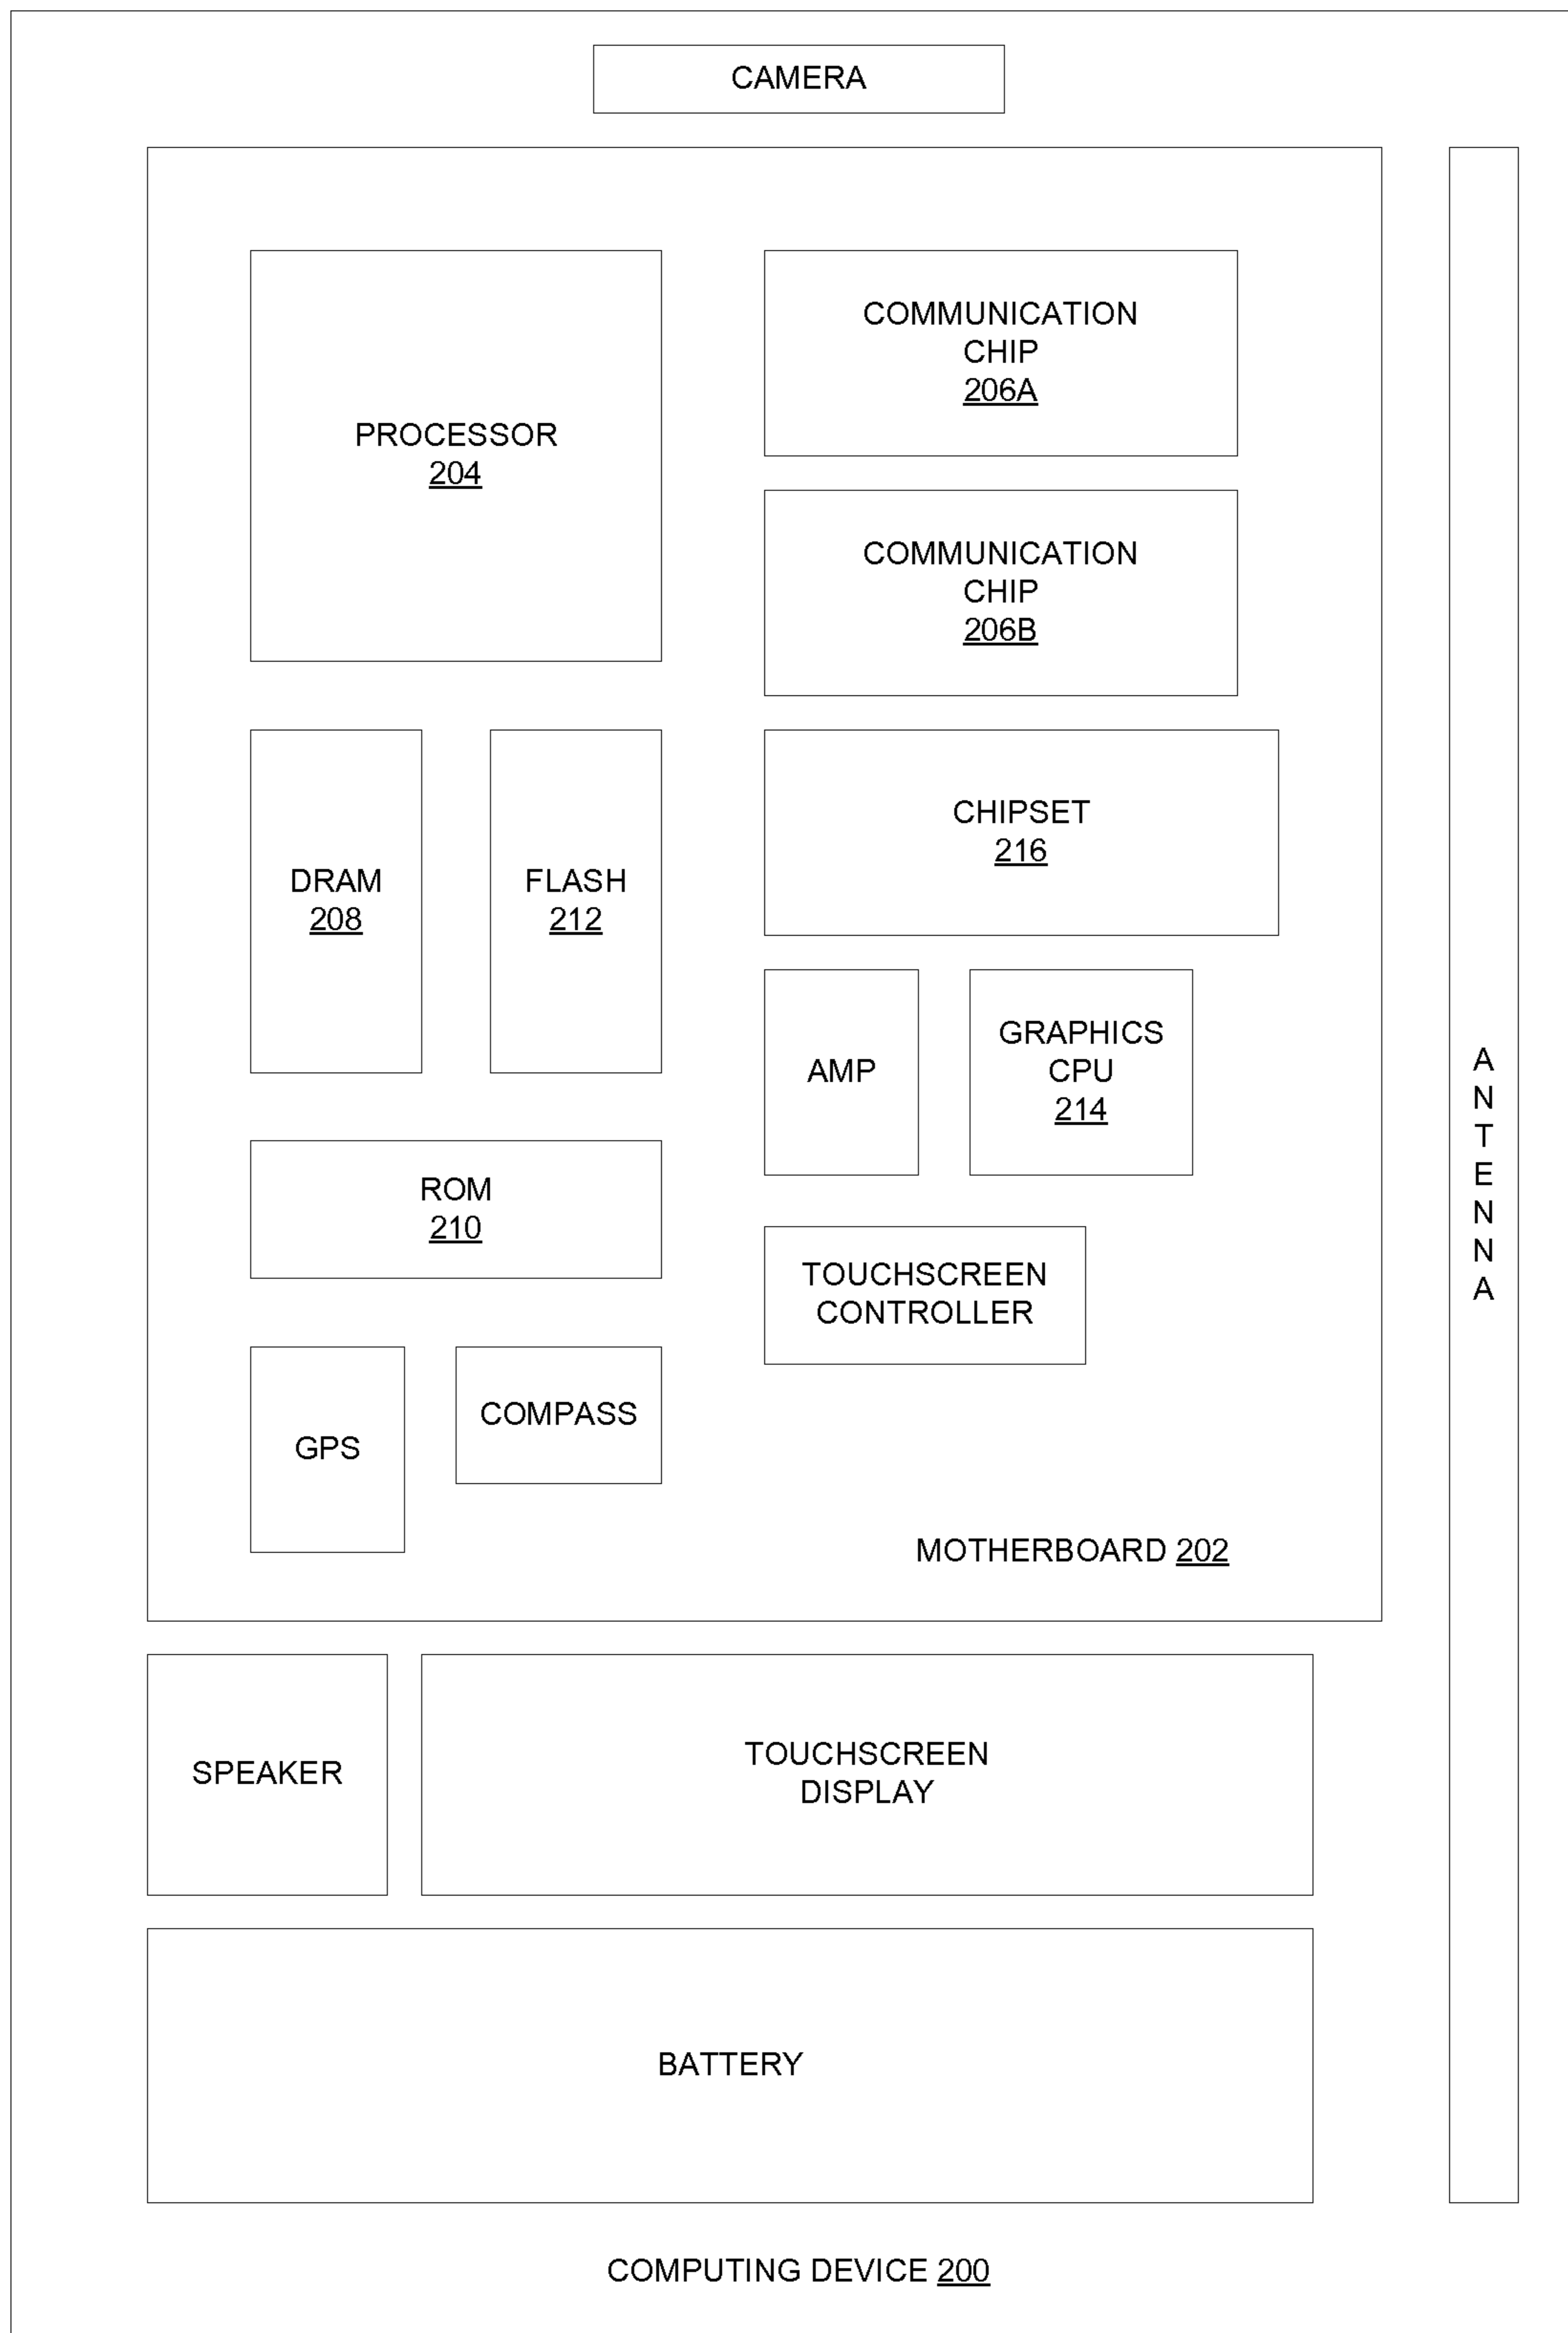 CAMERA
PROCESSOR
204
COMMUNICATION
CHIP
206A
COMMUNICATION
CHIP
206B
DRAM
208
FLASH
212
CHIPSET
216
AMP
GRAPHICS
CPU
214
ROM
210
TOUCHSCREEN
CONTROLLER
GPS
COMPASS
MOTHERBOARD 202
ANTENNA
SPEAKER
TOUCHSCREEN
DISPLAY
BATTERY
COMPUTING DEVICE 200